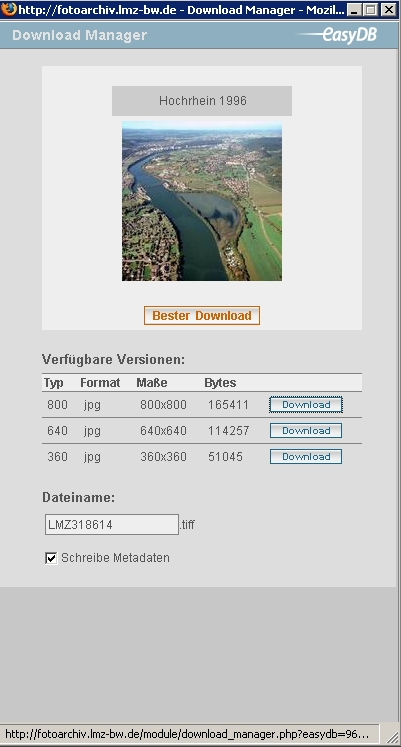 http://fotoarchiv.lmz-bw.de - Download Manager - Mozil...
Download Manager
easyDB
Hochrhein 1996
Bester Download
Verfügbare Versionen:
Typ Format Maße Bytes
800 jpg 800x800 165411 Download
640 jpg 640x640 114257 Download
360 jpg 360x360 51045 Download
Dateiname:
LMZ318614 .tiff
Schreibe Metadaten
http://fotoarchiv.lmz-bw.de/module/download_manager.php?easydb=96...